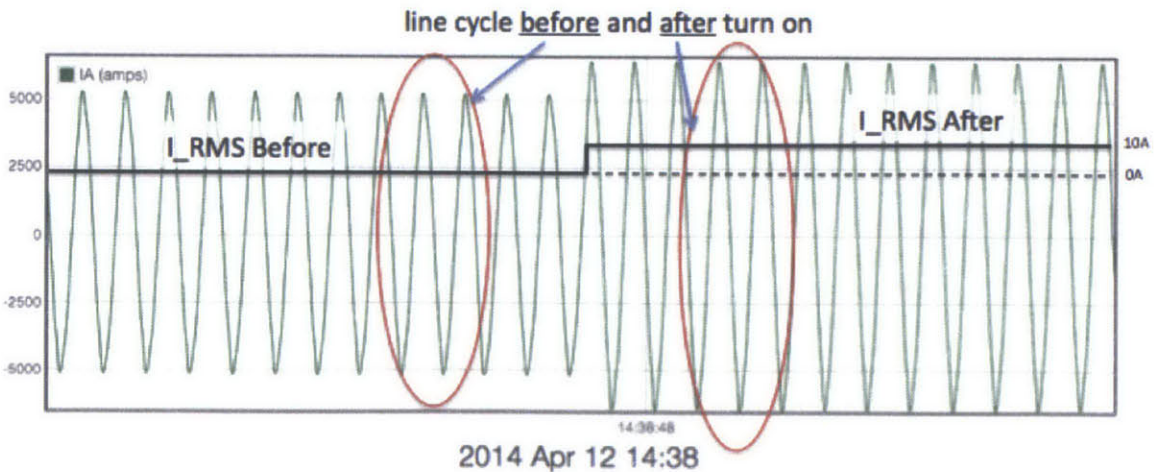 line cycle before and after turn on
IA (amps)
5000
I_RMS Before
I_RMS After
10A
2500
0A
0
-2500
-5000
14:38:48
2014 Apr 12 14:38